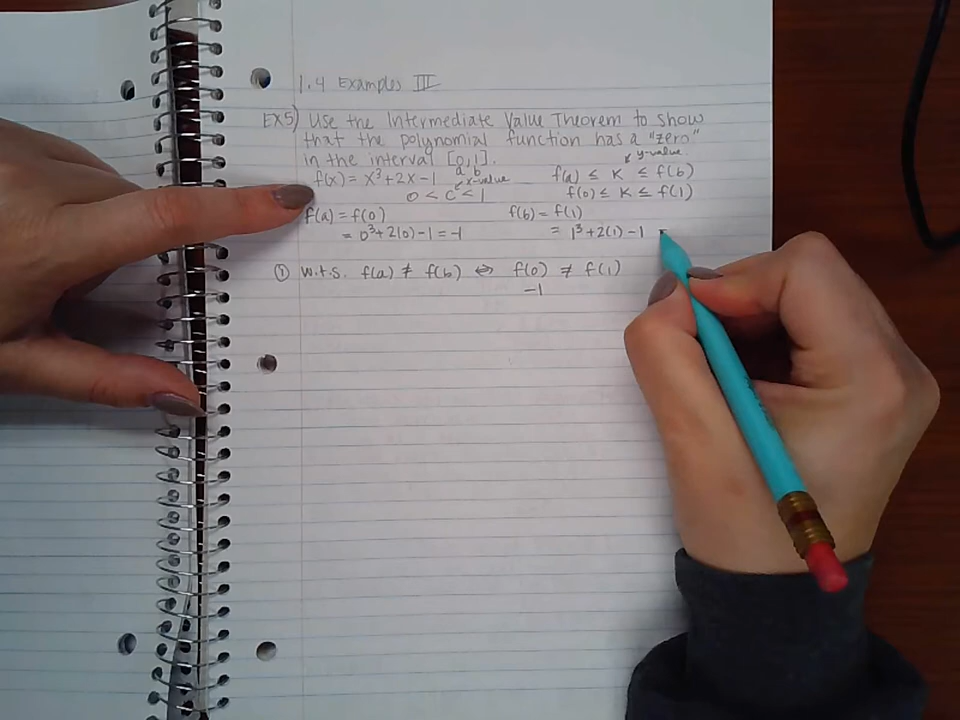 1.4 Examples III
EX5) Use the Intermediate Value Theorem to show
that the polynomial function has a "zero"
in the interval [0,1].
a b
y-value
f(x) = x³+2x-1
x-value
f(a) ≤ K ≤ f(b)
0 < c < 1
f(0) ≤ K ≤ f(1)
f(a) = f(0)
f(b) = f(1)
= 0³+2(0)-1 = -1
= 1³+2(1)-1
① W.T.S. f(a) ≠ f(b) ⇔ f(0) ≠ f(1)
-1